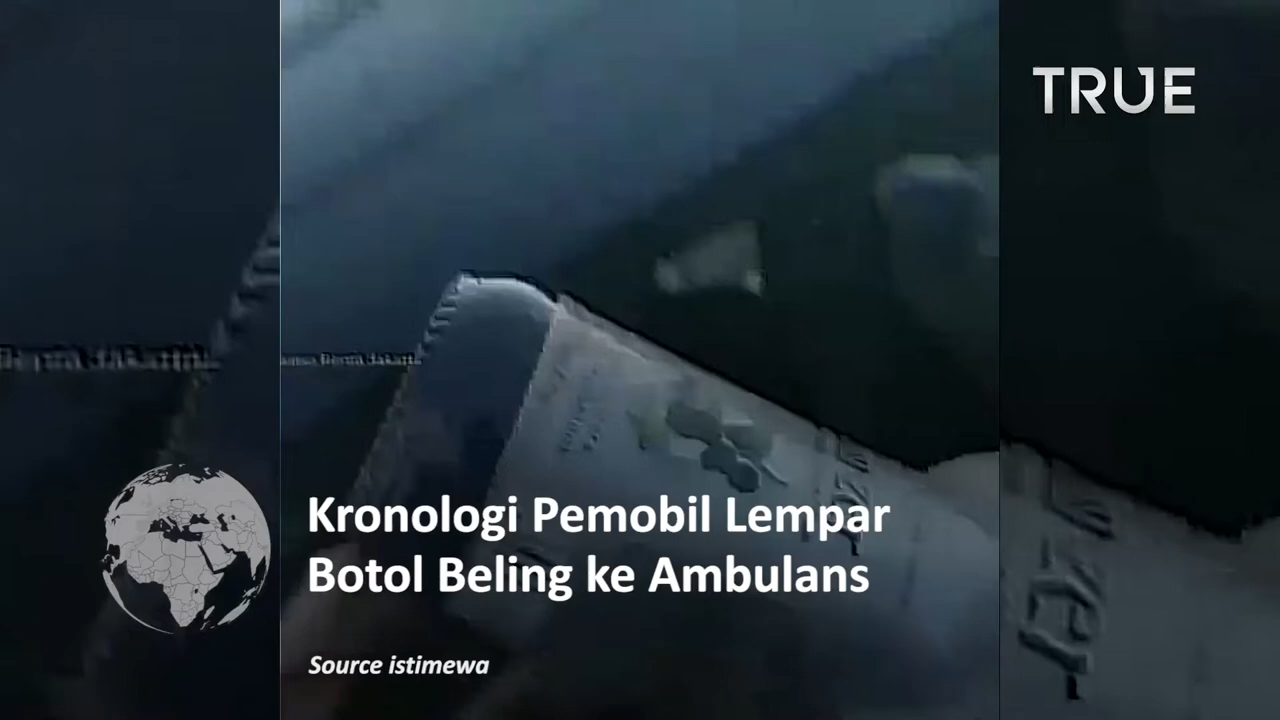 TRUE
Kronologi Pemobil Lempar
Botol Beling ke Ambulans
Source istimewa